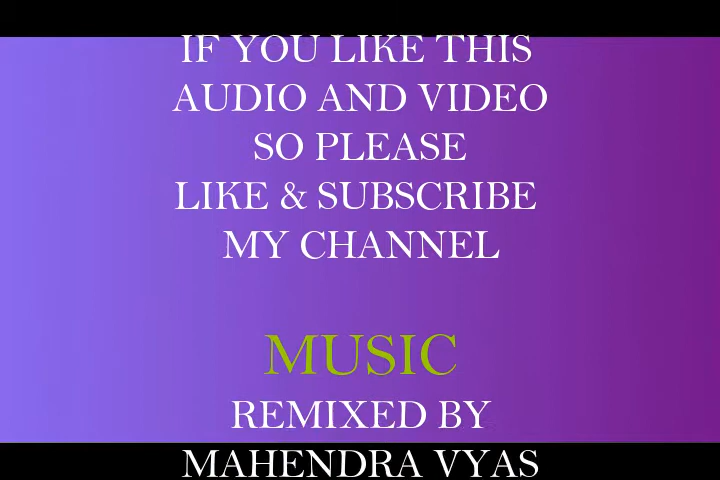 IF YOU LIKE THIS
AUDIO AND VIDEO
SO PLEASE
LIKE & SUBSCRIBE
MY CHANNEL
MUSIC
REMIXED BY
MAHENDRA VYAS